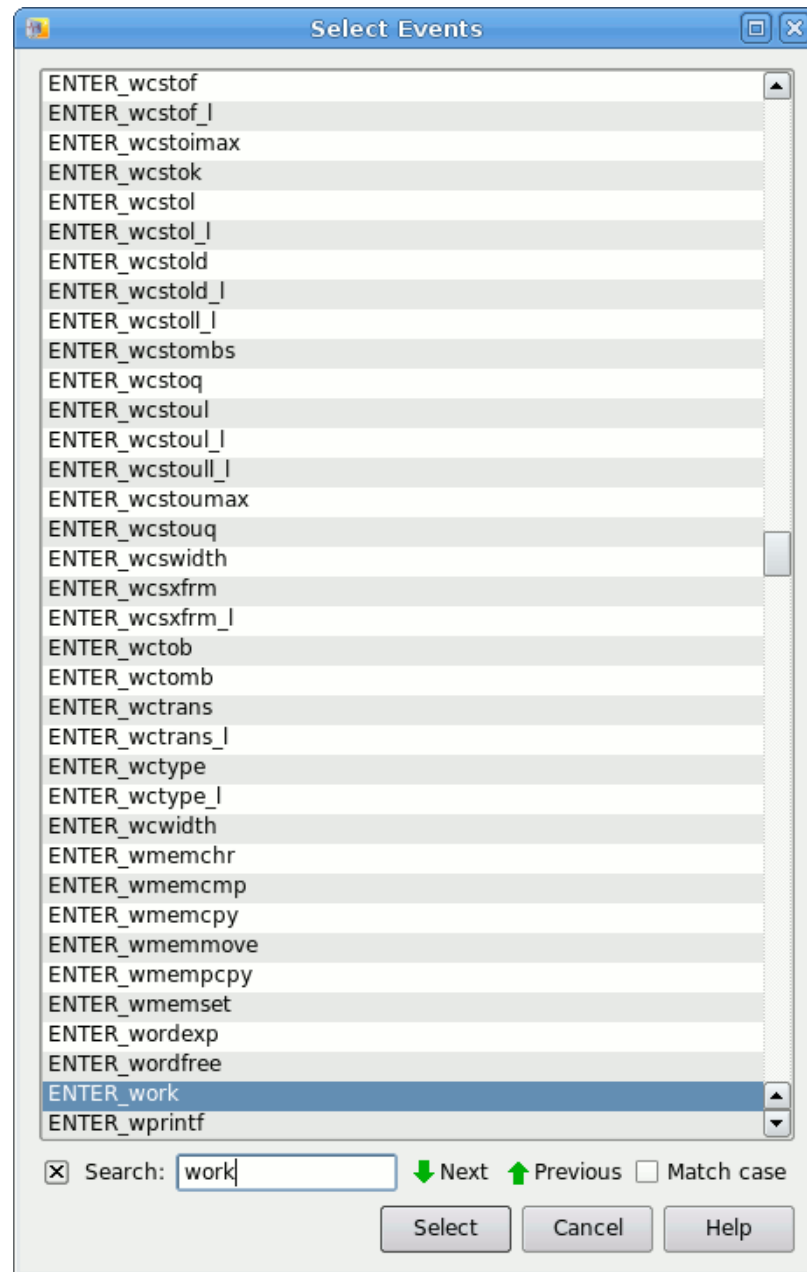 Select Events
ENTER_wcstof
ENTER_wcstof_l
ENTER_wcstoimax
ENTER_wcstok
ENTER_wcstol
ENTER_wcstol_l
ENTER_wcstold
ENTER_wcstold_l
ENTER_wcstoll_l
ENTER_wcstombs
ENTER_wcstoq
ENTER_wcstoul
ENTER_wcstoul_l
ENTER_wcstoull_l
ENTER_wcstoumax
ENTER_wcstouq
ENTER_wcswidth
ENTER_wcsxfrm
ENTER_wcsxfrm_l
ENTER_wctob
ENTER_wctomb
ENTER_wctrans
ENTER_wctrans_l
ENTER_wctype
ENTER_wctype_l
ENTER_wcwidth
ENTER_wmemchr
ENTER_wmemcmp
ENTER_wmemcpy
ENTER_wmemmove
ENTER_wmempcpy
ENTER_wmemset
ENTER_wordexp
ENTER_wordfree
ENTER_work
ENTER_wprintf
Search: work Next Previous Match case
Select Cancel Help